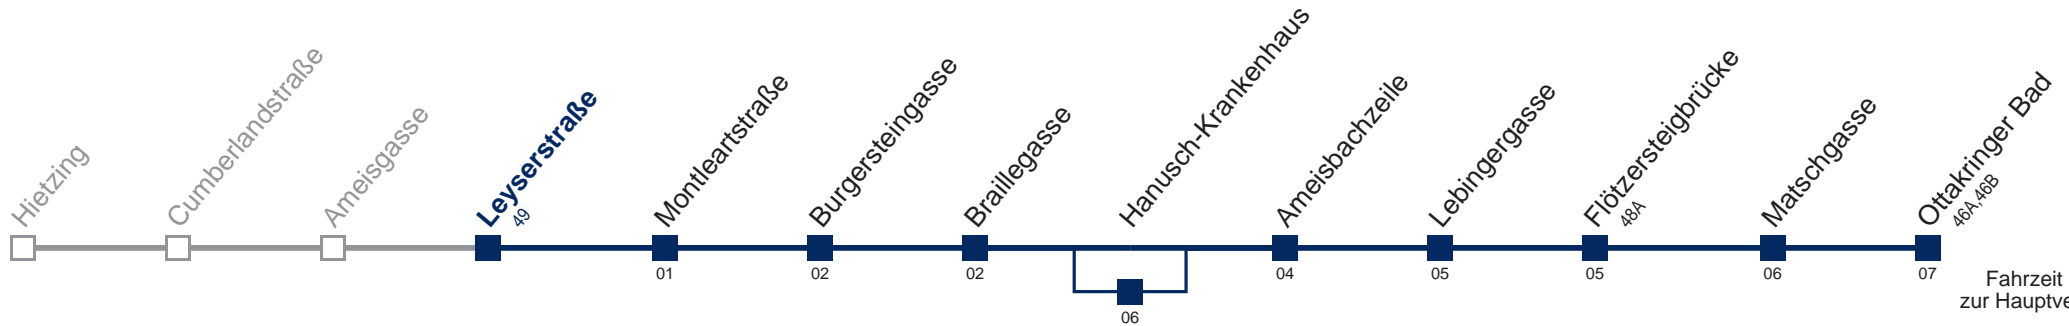 Hietzing
Cumberlandstraße
Ameisgasse
Leyserstraße
49
Montleartstraße
01
Burgersteingasse
02
Braillegasse
02
Hanusch-Krankenhaus
06
Ameisbachzeile
04
Lebingergasse
05
Flötzersteigbrücke
48A
05
Matschgasse
06
Ottakringer Bad
46A,46B
07
Fahrzeit
zur